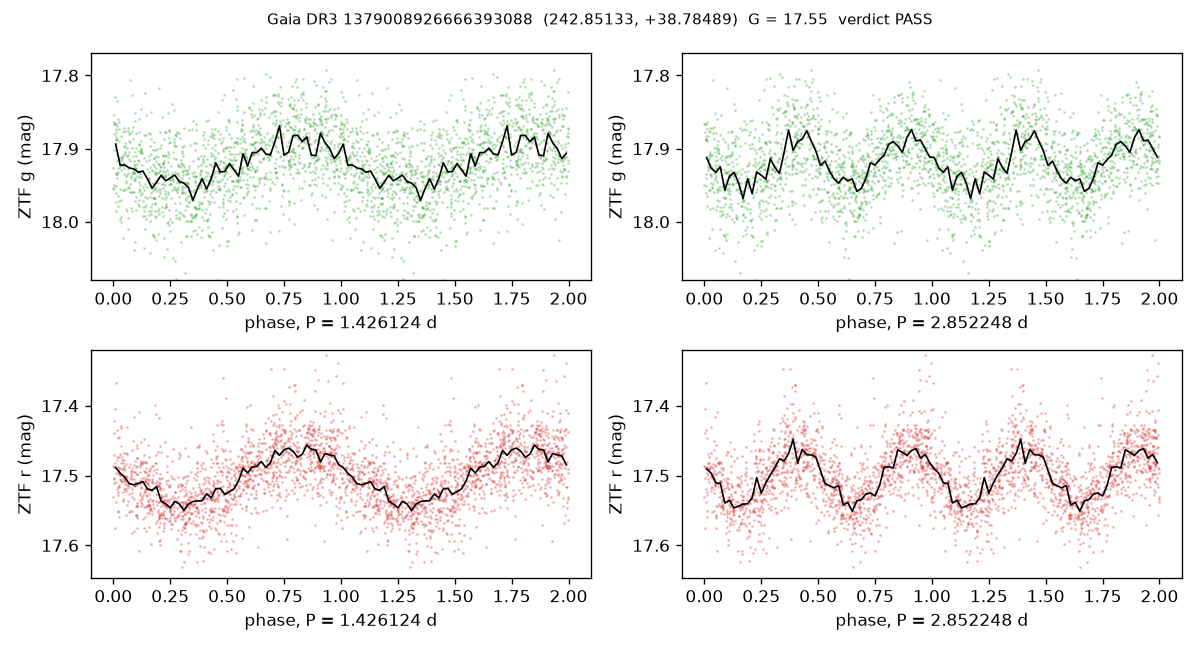 Gaia DR3 1379008926666393088  (242.85133, +38.78489)  G = 17.55  verdict PASS
17.8
17.9
18.0
ZTF g (mag)
0.00 0.25 0.50 0.75 1.00 1.25 1.50 1.75 2.00
phase, P = 1.426124 d
17.8
17.9
18.0
ZTF g (mag)
0.00 0.25 0.50 0.75 1.00 1.25 1.50 1.75 2.00
phase, P = 2.852248 d
17.4
17.5
17.6
ZTF r (mag)
0.00 0.25 0.50 0.75 1.00 1.25 1.50 1.75 2.00
phase, P = 1.426124 d
17.4
17.5
17.6
ZTF r (mag)
0.00 0.25 0.50 0.75 1.00 1.25 1.50 1.75 2.00
phase, P = 2.852248 d